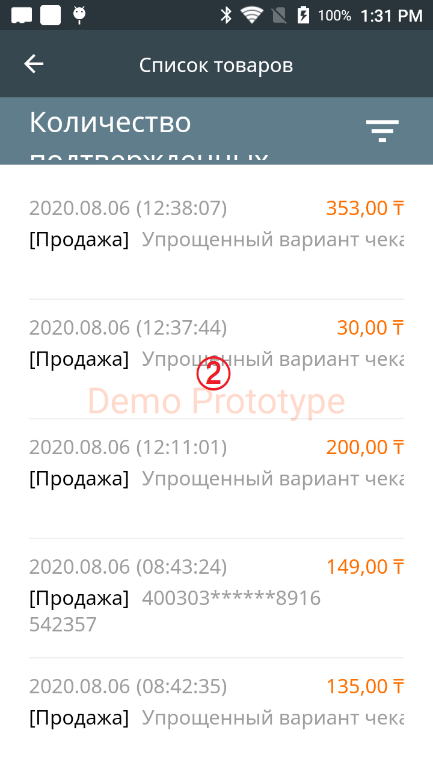 100% 1:31 PM
Список товаров
Количество
подтвержденных
2020.08.06 (12:38:07) 353,00 ₸
[Продажа] Упрощенный вариант чека
2020.08.06 (12:37:44) 30,00 ₸
[Продажа] Упрощенный вариант чека
②
Demo Prototype
2020.08.06 (12:11:01) 200,00 ₸
[Продажа] Упрощенный вариант чека
2020.08.06 (08:43:24) 149,00 ₸
[Продажа] 400303******8916
542357
2020.08.06 (08:42:35) 135,00 ₸
[Продажа] Упрощенный вариант чека